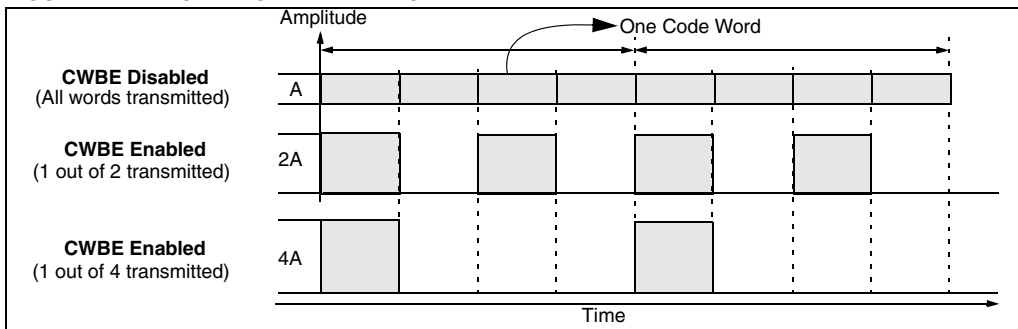 Amplitude
One Code Word
CWBE Disabled
(All words transmitted)
A
CWBE Enabled
(1 out of 2 transmitted)
2A
CWBE Enabled
(1 out of 4 transmitted)
4A
Time